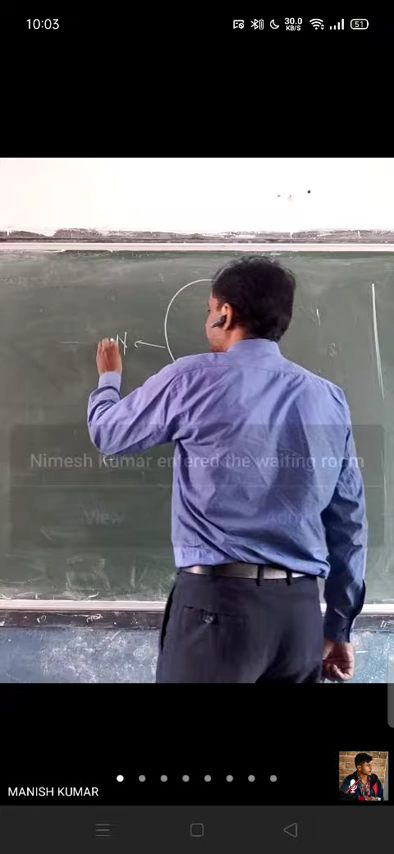 10:03
30.0
KB/S
51
N
Nimesh Kumar entered the waiting room
View
MANISH KUMAR